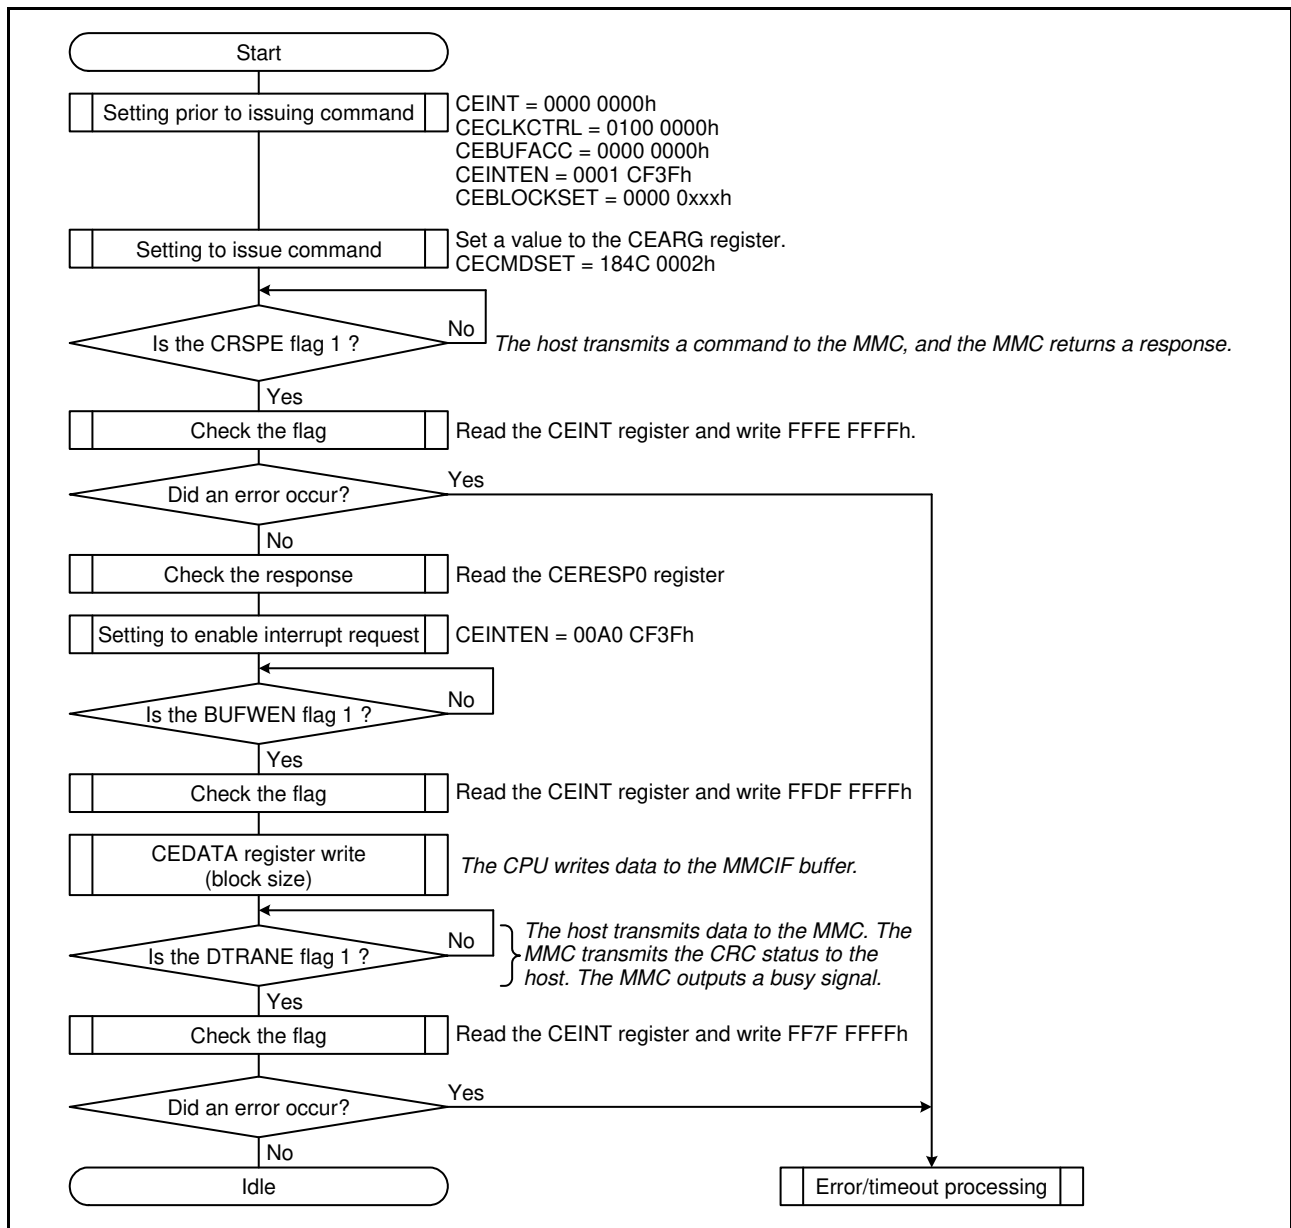 Start
Setting prior to issuing command
CEINT = 0000 0000h
CECLKCTRL = 0100 0000h
CEBUFACC = 0000 0000h
CEINTEN = 0001 CF3Fh
CEBLOCKSET = 0000 0xxxh
Setting to issue command
Set a value to the CEARG register.
CECMDSET = 184C 0002h
Is the CRSPE flag 1 ?
No
The host transmits a command to the MMC, and the MMC returns a response.
Yes
Check the flag
Read the CEINT register and write FFFE FFFFh.
Did an error occur?
Yes
No
Check the response
Read the CERESP0 register
Setting to enable interrupt request
CEINTEN = 00A0 CF3Fh
Is the BUFWEN flag 1 ?
No
Yes
Check the flag
Read the CEINT register and write FFDF FFFFh
CEDATA register write
(block size)
The CPU writes data to the MMCIF buffer.
Is the DTRANE flag 1 ?
No
The host transmits data to the MMC. The
MMC transmits the CRC status to the
host. The MMC outputs a busy signal.
Yes
Check the flag
Read the CEINT register and write FF7F FFFFh
Did an error occur?
Yes
No
Idle
Error/timeout processing